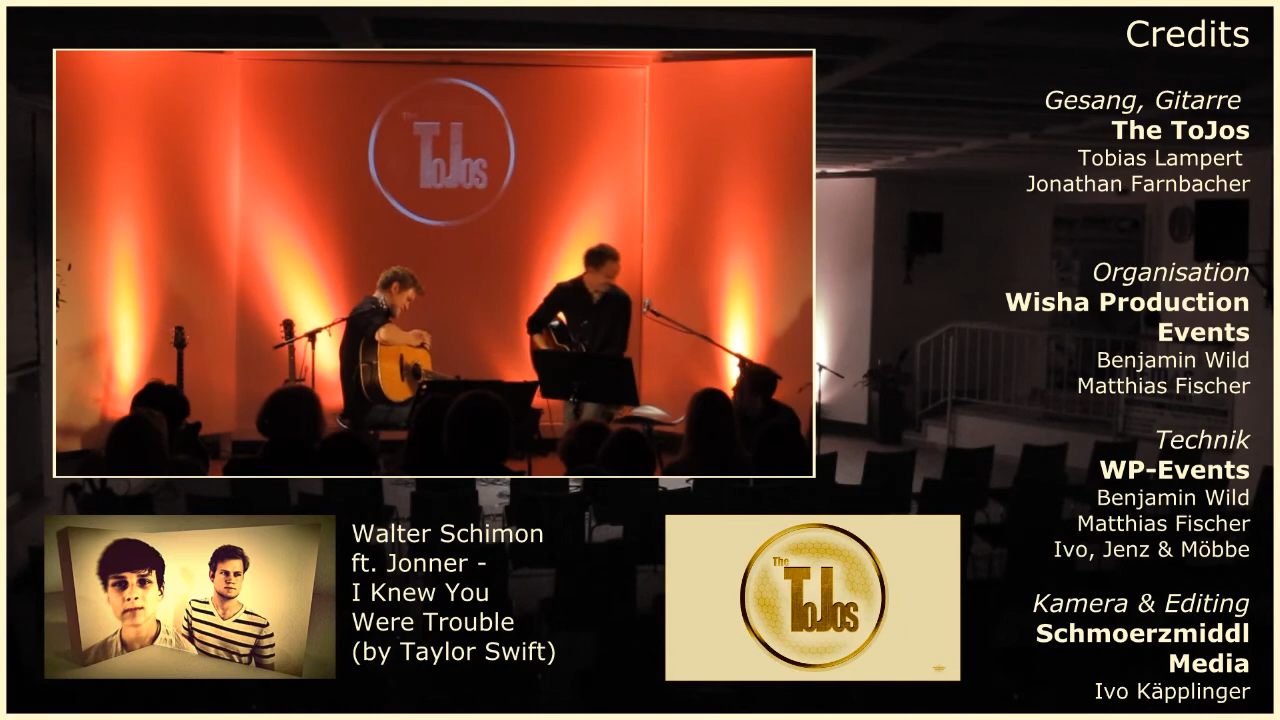 Credits
The
ToJos
Gesang, Gitarre
The ToJos
Tobias Lampert
Jonathan Farnbacher
Organisation
Wisha Production
Events
Benjamin Wild
Matthias Fischer
Technik
WP-Events
Benjamin Wild
Matthias Fischer
Ivo, Jenz & Möbbe
Kamera & Editing
Schmoerzmiddl
Media
Ivo Käpplinger
Walter Schimon
ft. Jonner -
I Knew You
Were Trouble
(by Taylor Swift)
The
ToJos